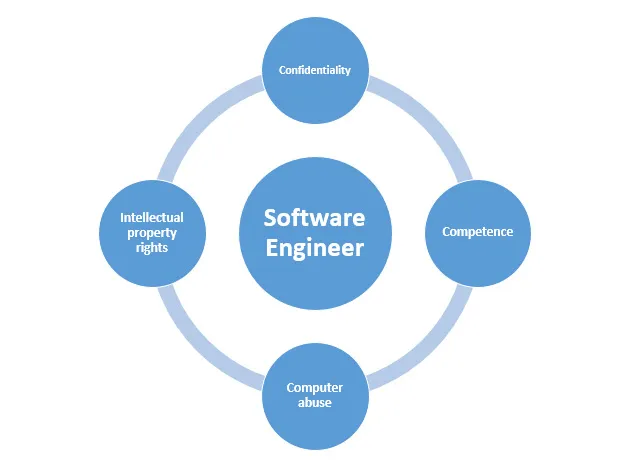 Confidentiality
Intellectual
property
rights
Software
Engineer
Competence
Computer
abuse